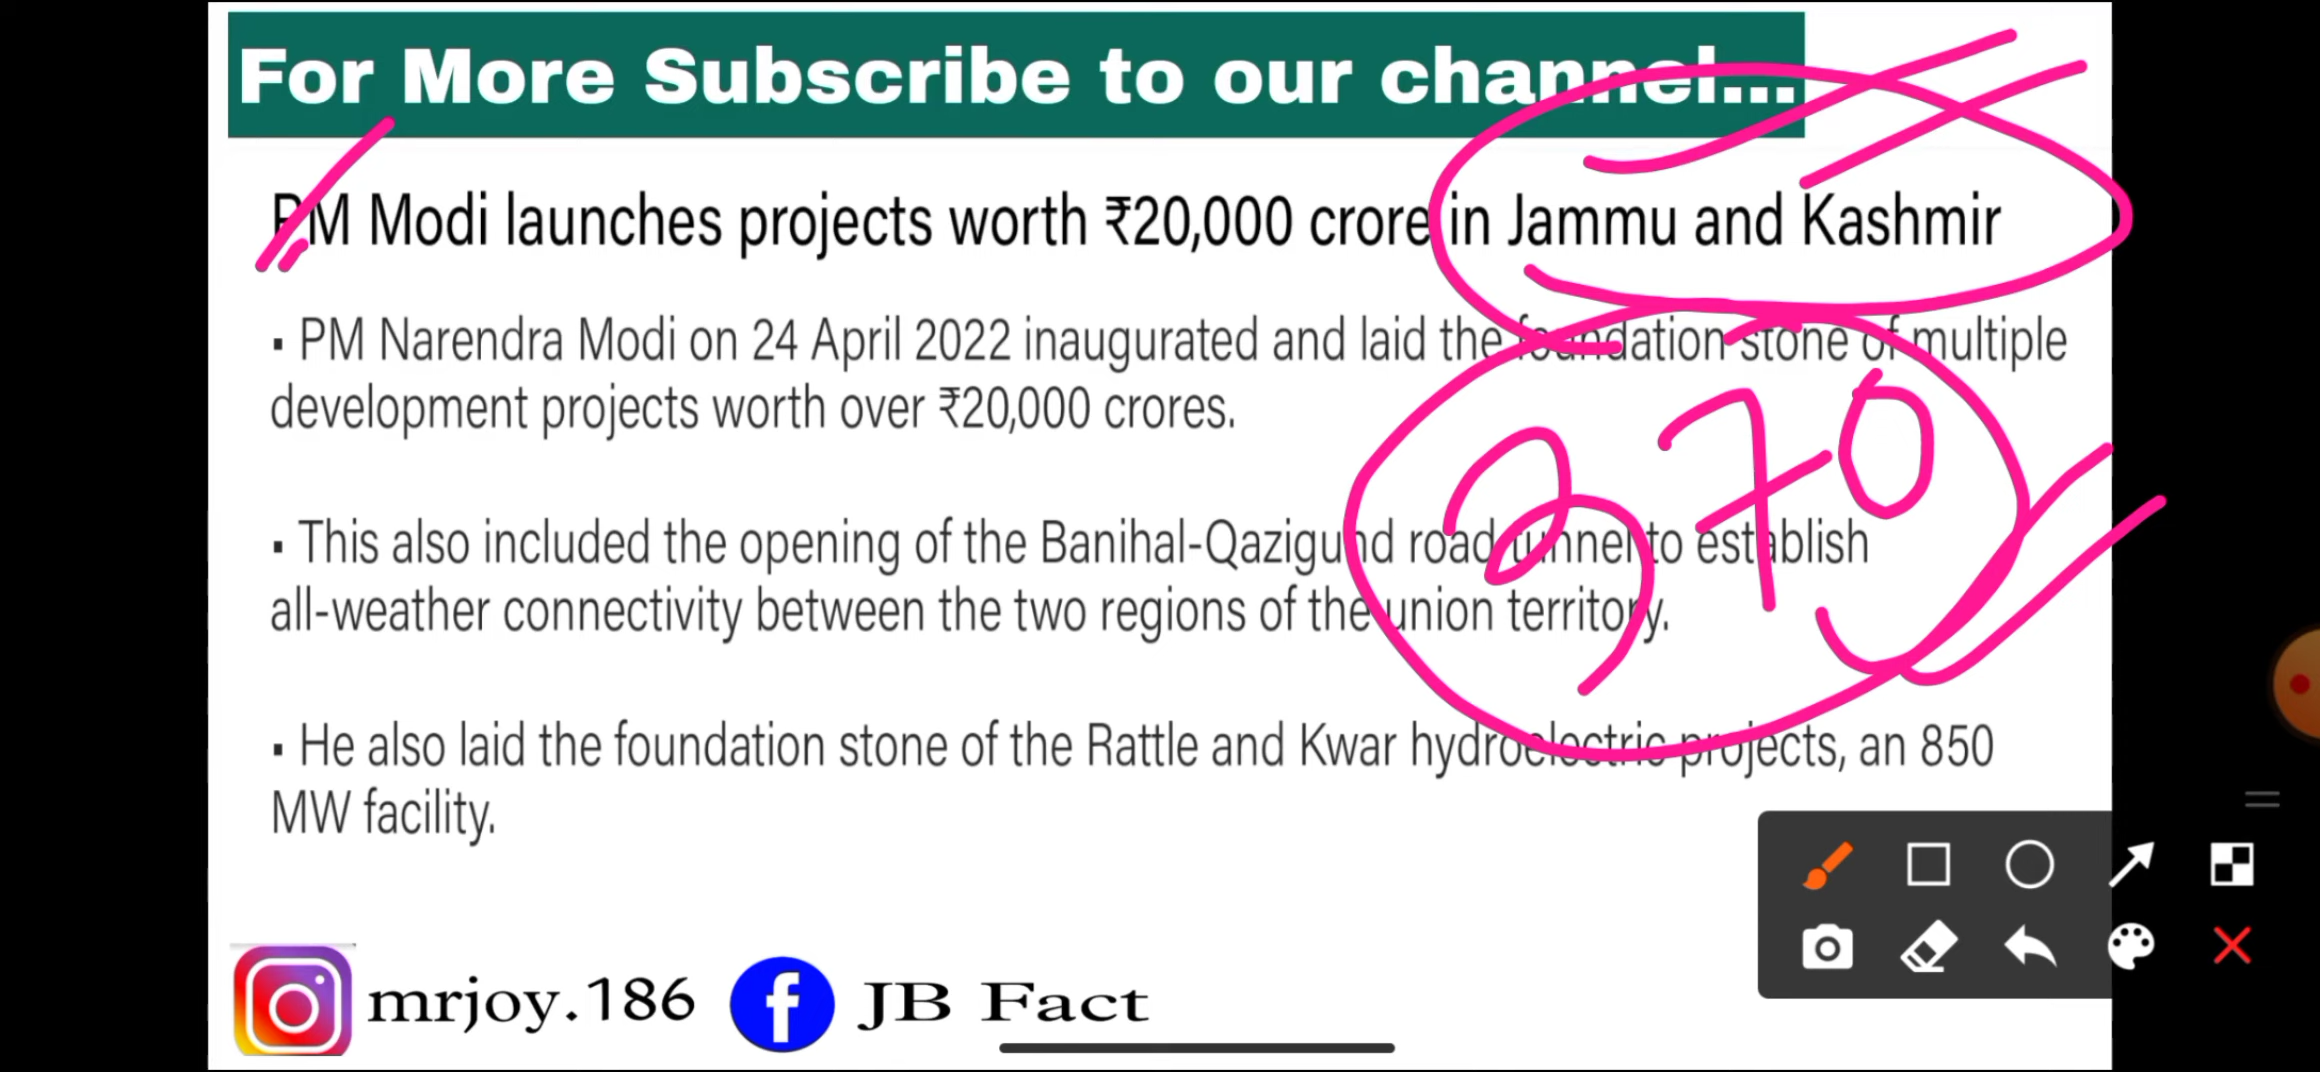 For More Subscribe to our channel...
PM Modi launches projects worth ₹20,000 crore in Jammu and Kashmir
▪ PM Narendra Modi on 24 April 2022 inaugurated and laid the foundation stone of multiple
development projects worth over ₹20,000 crores.
370
▪ This also included the opening of the Banihal-Qazigund road tunnel to establish
all-weather connectivity between the two regions of the union territory.
▪ He also laid the foundation stone of the Rattle and Kwar hydroelectric projects, an 850
MW facility.
mrjoy.186 f JB Fact